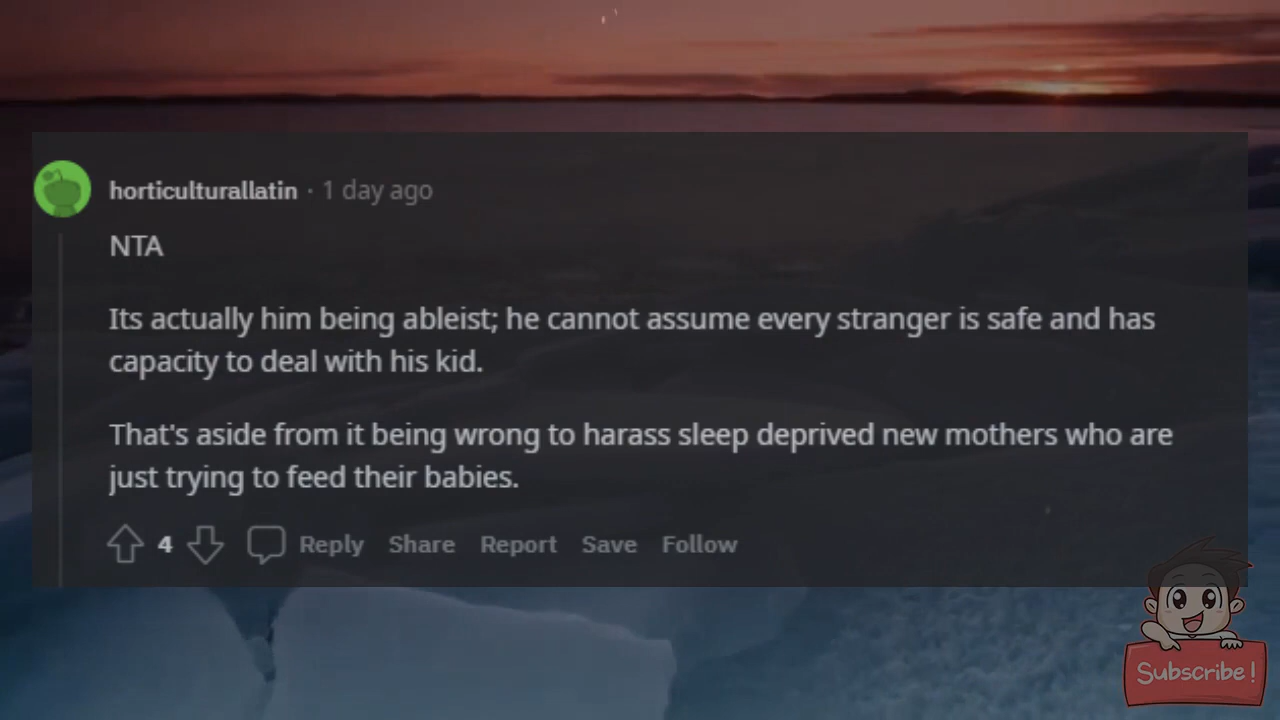 horticulturallatin · 1 day ago
NTA
Its actually him being ableist; he cannot assume every stranger is safe and has
capacity to deal with his kid.
That's aside from it being wrong to harass sleep deprived new mothers who are
just trying to feed their babies.
4 Reply Share Report Save Follow
Subscribe!